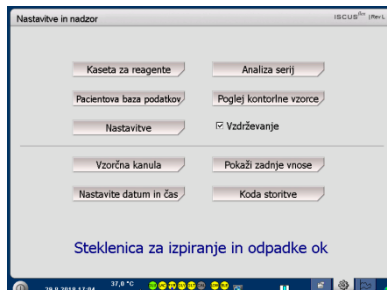 Nastavitve in nadzor
Kaseta za reagente
Analiza serij
Pacientova baza podatkov
Poglej kontorlne vzorce
Nastavitve
Vzdrževanje
Vzorčna kanula
Pokaži zadnje vnose
Nastavite datum in čas
Koda storitve
Steklenica za izpiranje in odpadke ok
37,0 °C